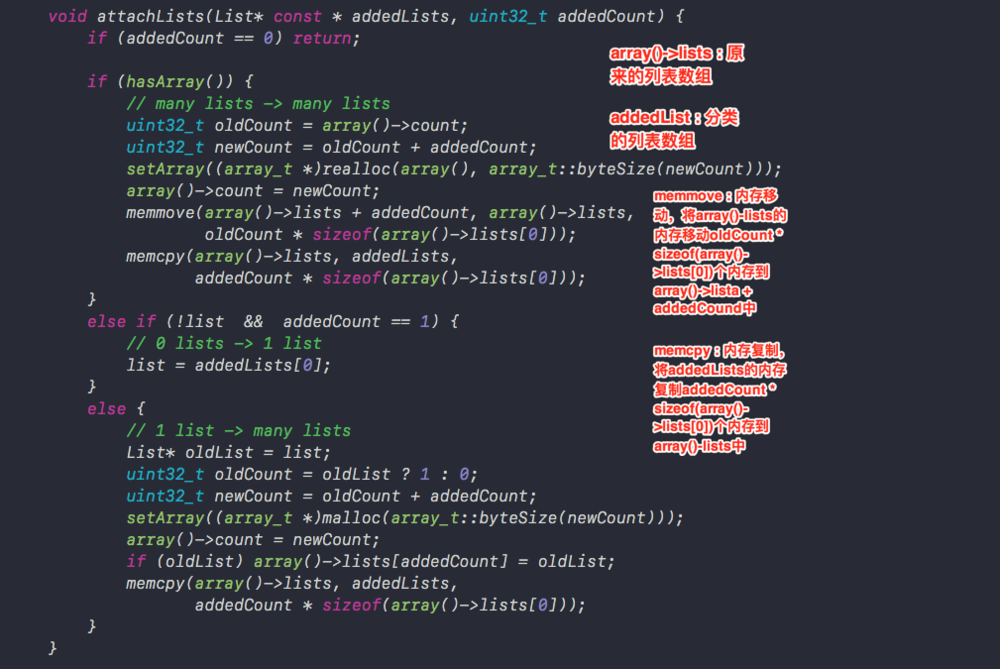 void attachLists(List* const * addedLists, uint32_t addedCount) {
if (addedCount == 0) return;
if (hasArray()) {
// many lists -> many lists
uint32_t oldCount = array()->count;
uint32_t newCount = oldCount + addedCount;
setArray((array_t *)realloc(array(), array_t::byteSize(newCount)));
array()->count = newCount;
memmove(array()->lists + addedCount, array()->lists,
oldCount * sizeof(array()->lists[0]));
memcpy(array()->lists, addedLists,
addedCount * sizeof(array()->lists[0]));
}
else if (!list  &&  addedCount == 1) {
// 0 lists -> 1 list
list = addedLists[0];
}
else {
// 1 list -> many lists
List* oldList = list;
uint32_t oldCount = oldList ? 1 : 0;
uint32_t newCount = oldCount + addedCount;
setArray((array_t *)malloc(array_t::byteSize(newCount)));
array()->count = newCount;
if (oldList) array()->lists[addedCount] = oldList;
memcpy(array()->lists, addedLists,
addedCount * sizeof(array()->lists[0]));
}
}
array()->lists：原
来的列表数组
addedList：分类
的列表数组
memmove：内存移
动，将array()-lists的
内存移动oldCount *
sizeof(array()-
>lists[0])个内存到
array()->lista +
addedCound中
memcpy：内存复制，
将addedLists的内存
复制addedCount *
sizeof(array()-
>lists[0])个内存到
array()-lists中